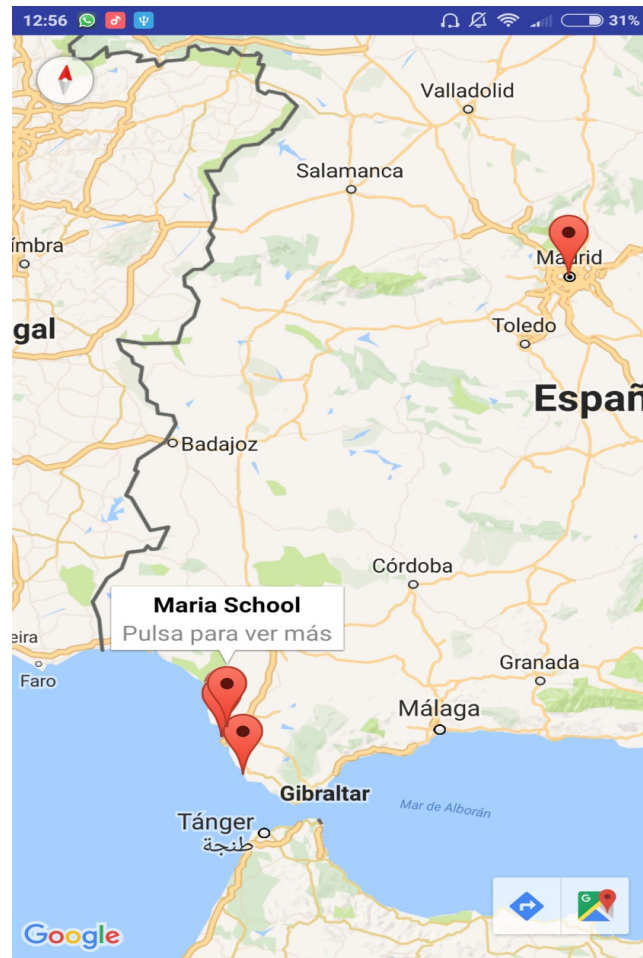 12:56
31%
Valladolid
Salamanca
ímbra
Madrid
gal
Toledo
Españ
Badajoz
Córdoba
Maria School
Pulsa para ver más
eira
Granada
Faro
Málaga
Gibraltar
Mar de Alborán
Tánger
طنجة
Google